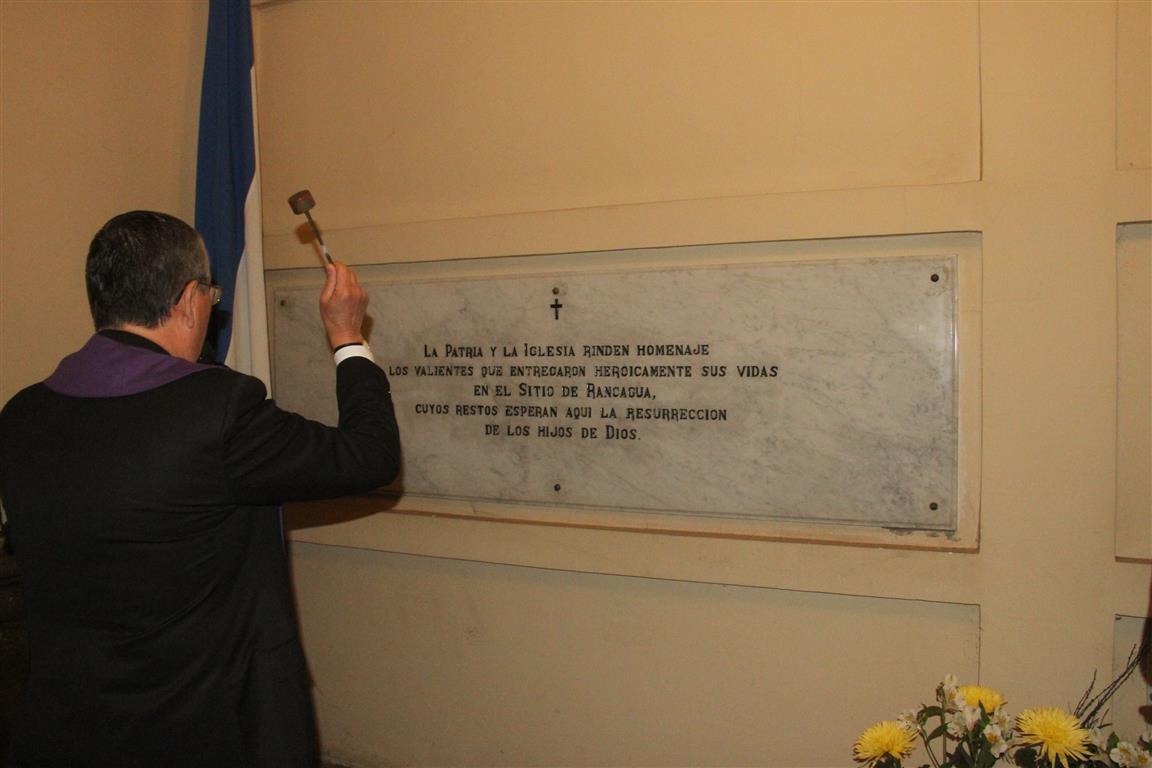 La Patria y la Iglesia rinden homenaje
los valientes que entregaron heroicamente sus vidas
en el Sitio de Rancagua,
cuyos restos esperan aqui la resurreccion
de los hijos de Dios.